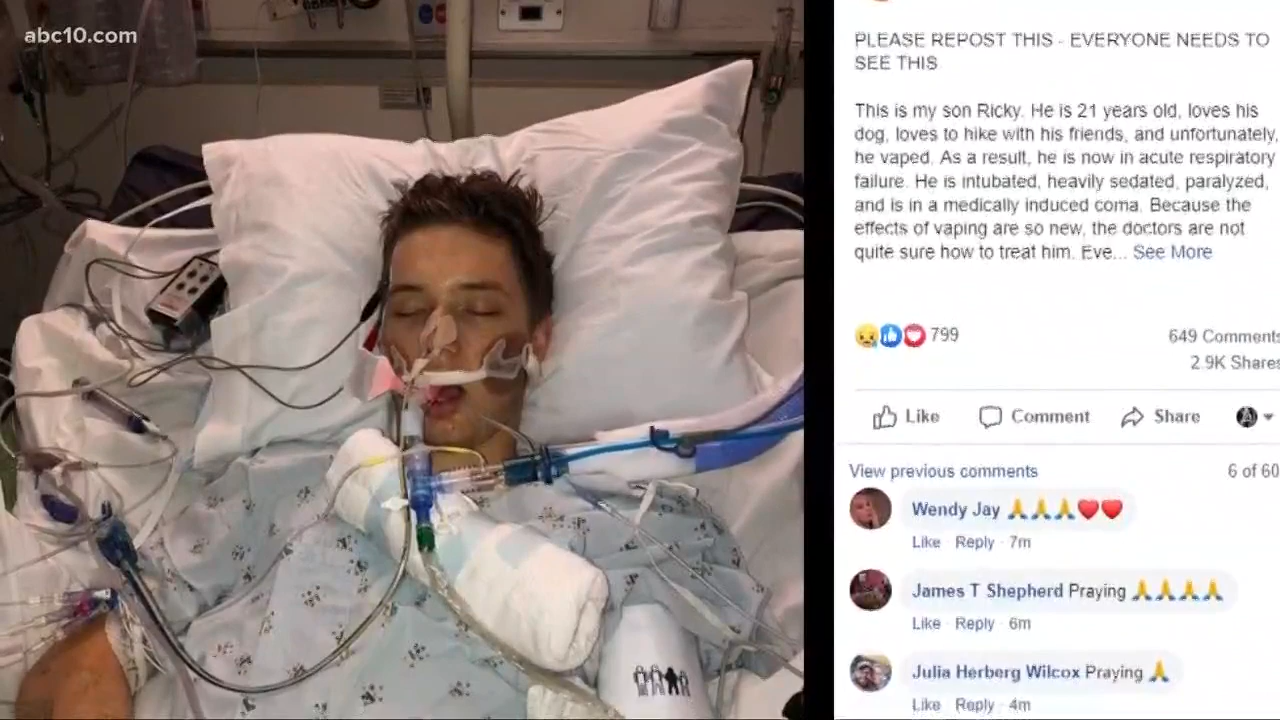 abc10.com
PLEASE REPOST THIS - EVERYONE NEEDS TO
SEE THIS
This is my son Ricky. He is 21 years old, loves his
dog, loves to hike with his friends, and unfortunately,
he vaped. As a result, he is now in acute respiratory
failure. He is intubated, heavily sedated, paralyzed,
and is in a medically induced coma. Because the
effects of vaping are so new, the doctors are not
quite sure how to treat him. Eve... See More
799
649 Comments
2.9K Shares
Like Comment Share
View previous comments 6 of 60
Wendy Jay 🙏🙏🙏❤️❤️
Like · Reply · 7m
James T Shepherd Praying 🙏🙏🙏🙏
Like · Reply · 6m
Julia Herberg Wilcox Praying 🙏
Like · Reply · 4m